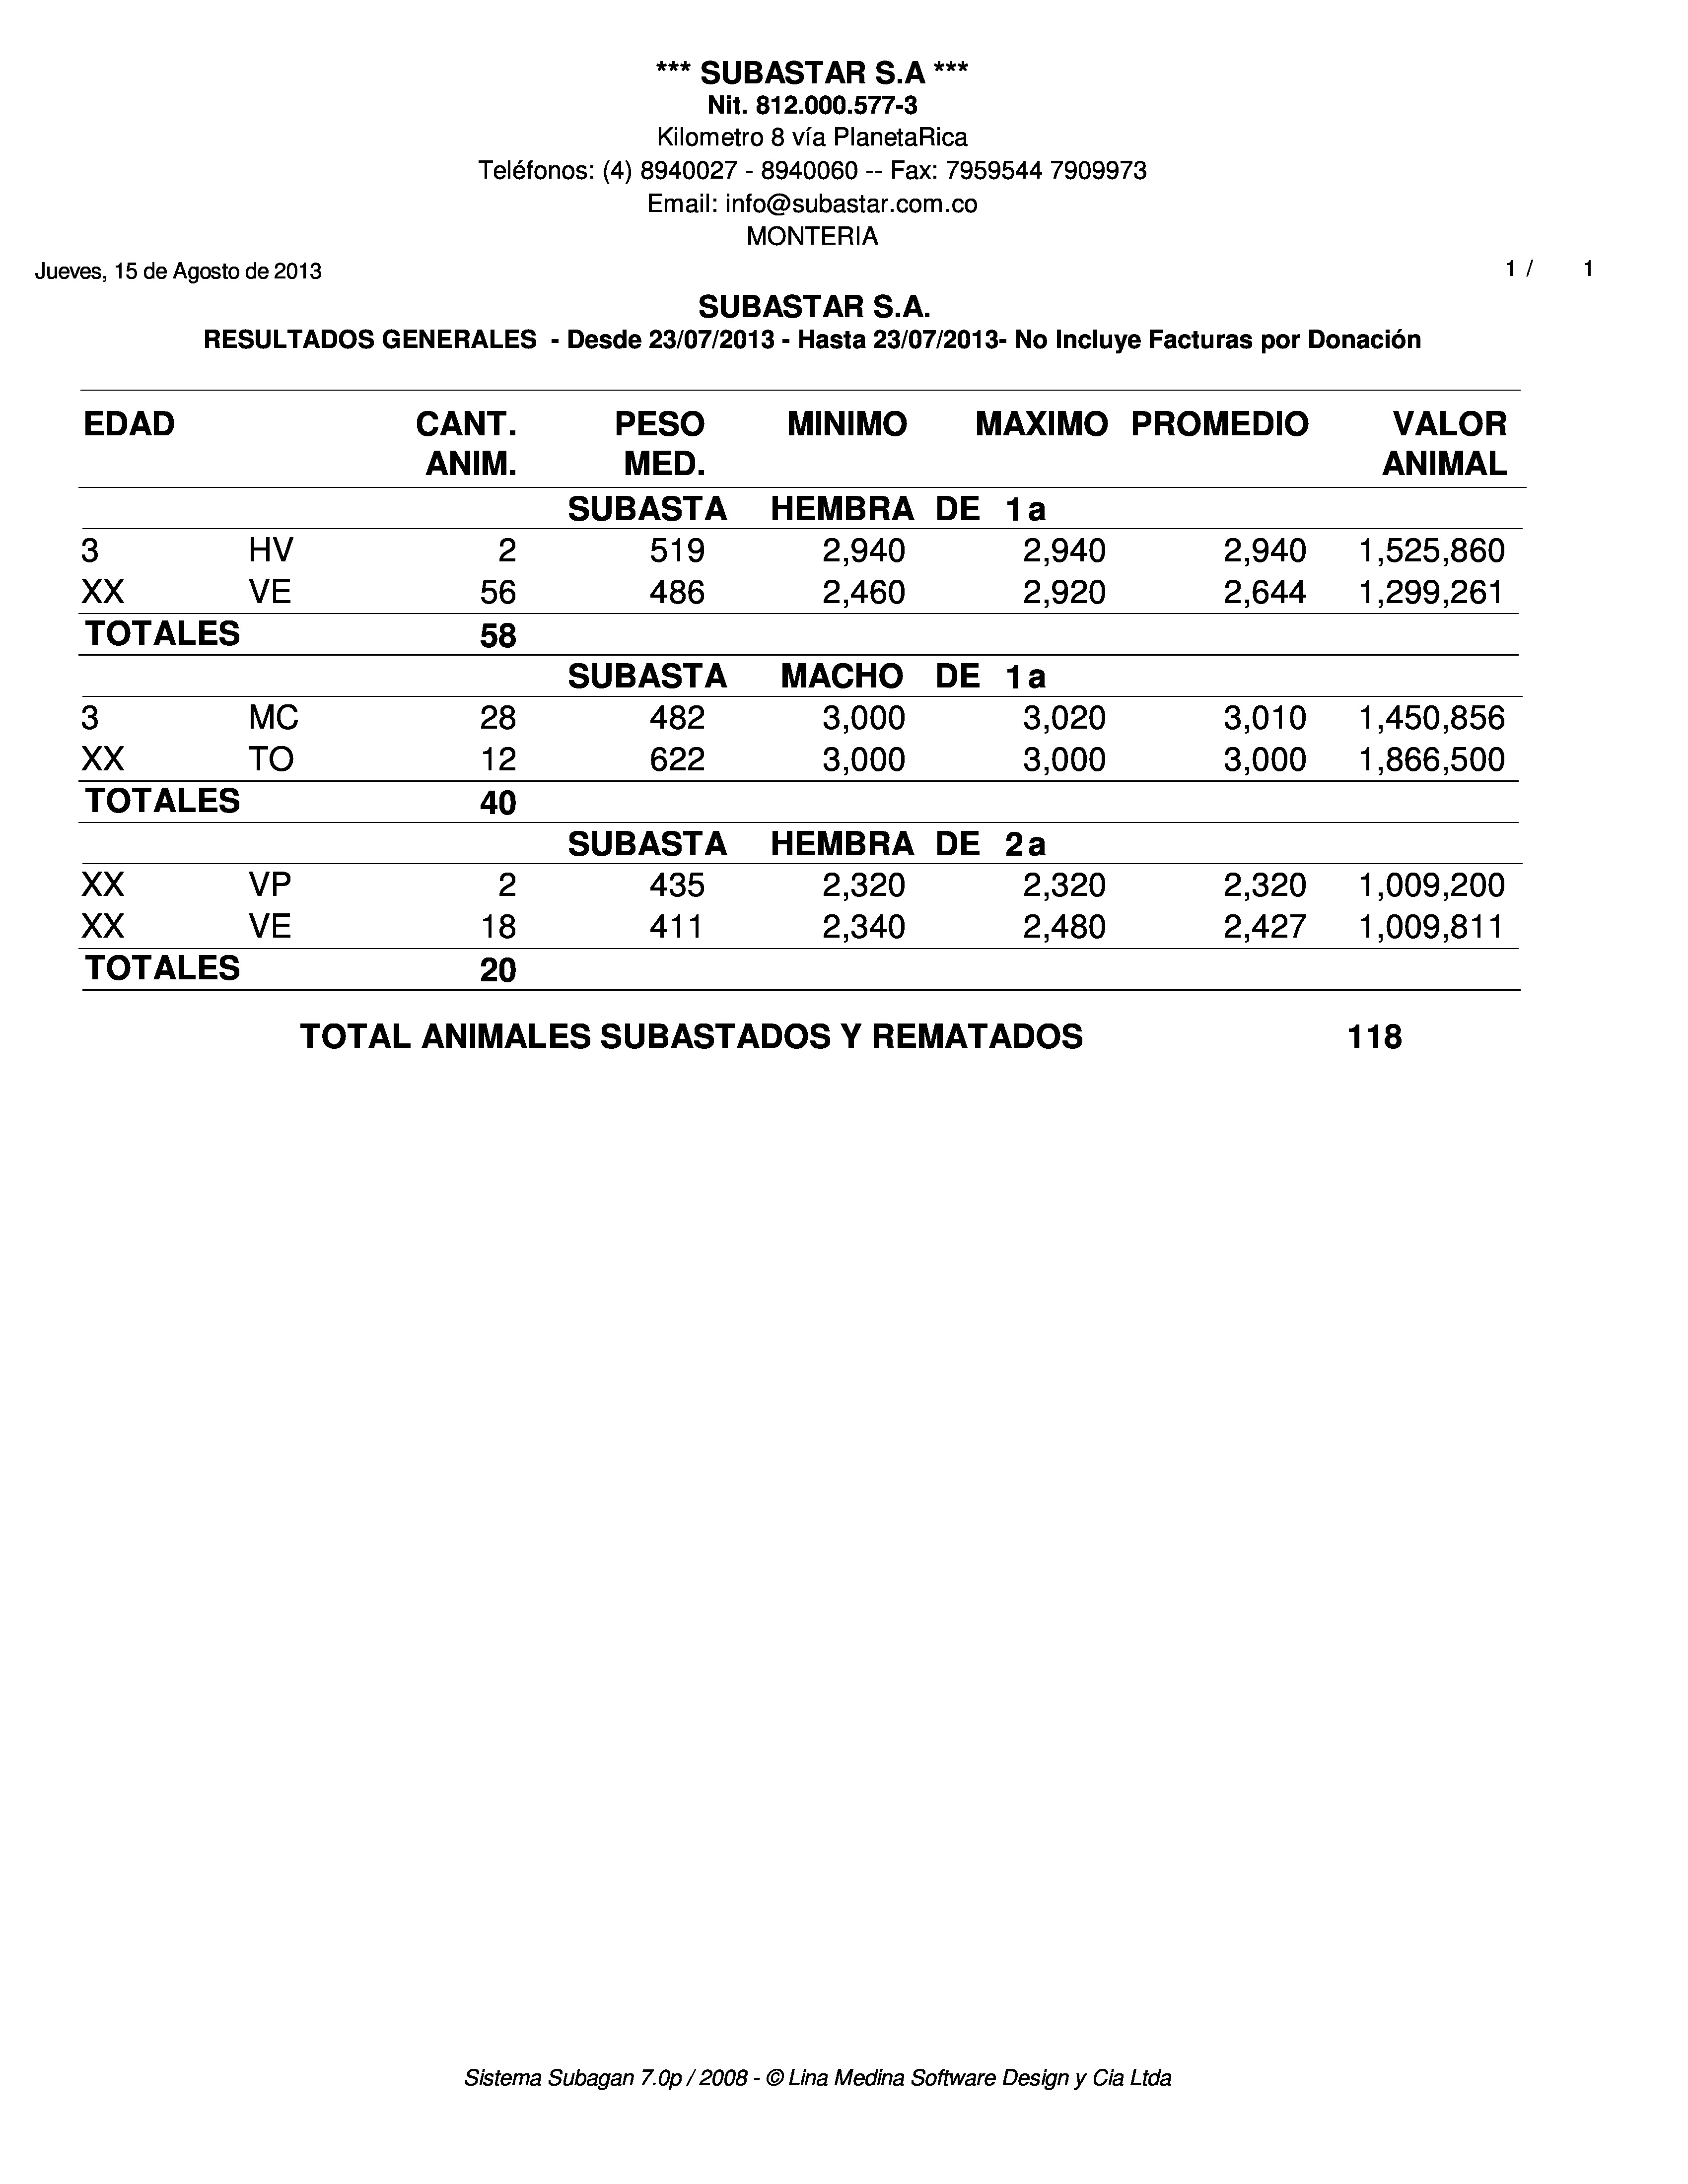 *** SUBASTAR S.A ***
Nit. 812.000.577-3
Kilometro 8 vía PlanetaRica
Teléfonos: (4) 8940027 - 8940060 -- Fax: 7959544 7909973
Email: info@subastar.com.co
MONTERIA
Jueves, 15 de Agosto de 2013 1 / 1
SUBASTAR S.A.
RESULTADOS GENERALES - Desde 23/07/2013 - Hasta 23/07/2013- No Incluye Facturas por Donación
EDAD CANT. PESO MINIMO MAXIMO PROMEDIO VALOR
ANIM. MED. ANIMAL
SUBASTA HEMBRA DE 1a
3 HV 2 519 2,940 2,940 2,940 1,525,860
XX VE 56 486 2,460 2,920 2,644 1,299,261
TOTALES 58
SUBASTA MACHO DE 1a
3 MC 28 482 3,000 3,020 3,010 1,450,856
XX TO 12 622 3,000 3,000 3,000 1,866,500
TOTALES 40
SUBASTA HEMBRA DE 2a
XX VP 2 435 2,320 2,320 2,320 1,009,200
XX VE 18 411 2,340 2,480 2,427 1,009,811
TOTALES 20
TOTAL ANIMALES SUBASTADOS Y REMATADOS 118
Sistema Subagan 7.0p / 2008 - © Lina Medina Software Design y Cia Ltda